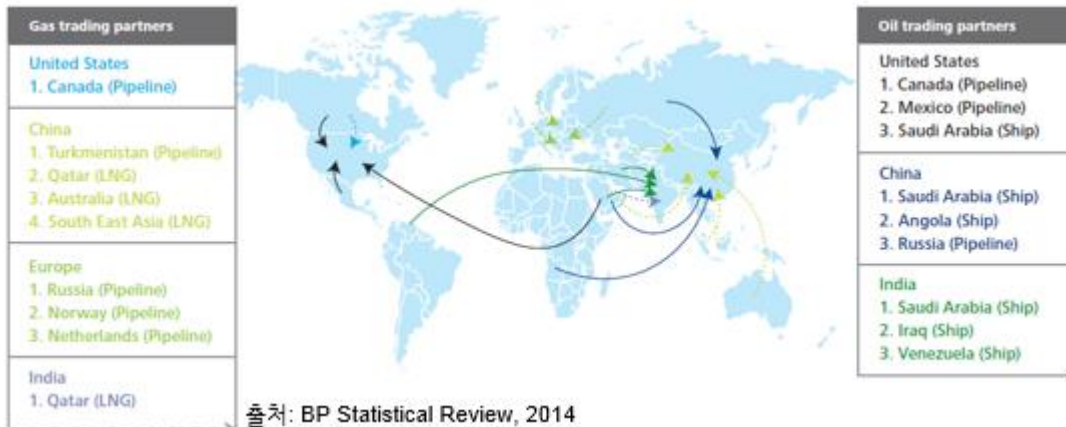 Gas trading partners
United States
1. Canada (Pipeline)
China
1. Turkmenistan (Pipeline)
2. Qatar (LNG)
3. Australia (LNG)
4. South East Asia (LNG)
Europe
1. Russia (Pipeline)
2. Norway (Pipeline)
3. Netherlands (Pipeline)
India
1. Qatar (LNG)
출처: BP Statistical Review, 2014
Oil trading partners
United States
1. Canada (Pipeline)
2. Mexico (Pipeline)
3. Saudi Arabia (Ship)
China
1. Saudi Arabia (Ship)
2. Angola (Ship)
3. Russia (Pipeline)
India
1. Saudi Arabia (Ship)
2. Iraq (Ship)
3. Venezuela (Ship)